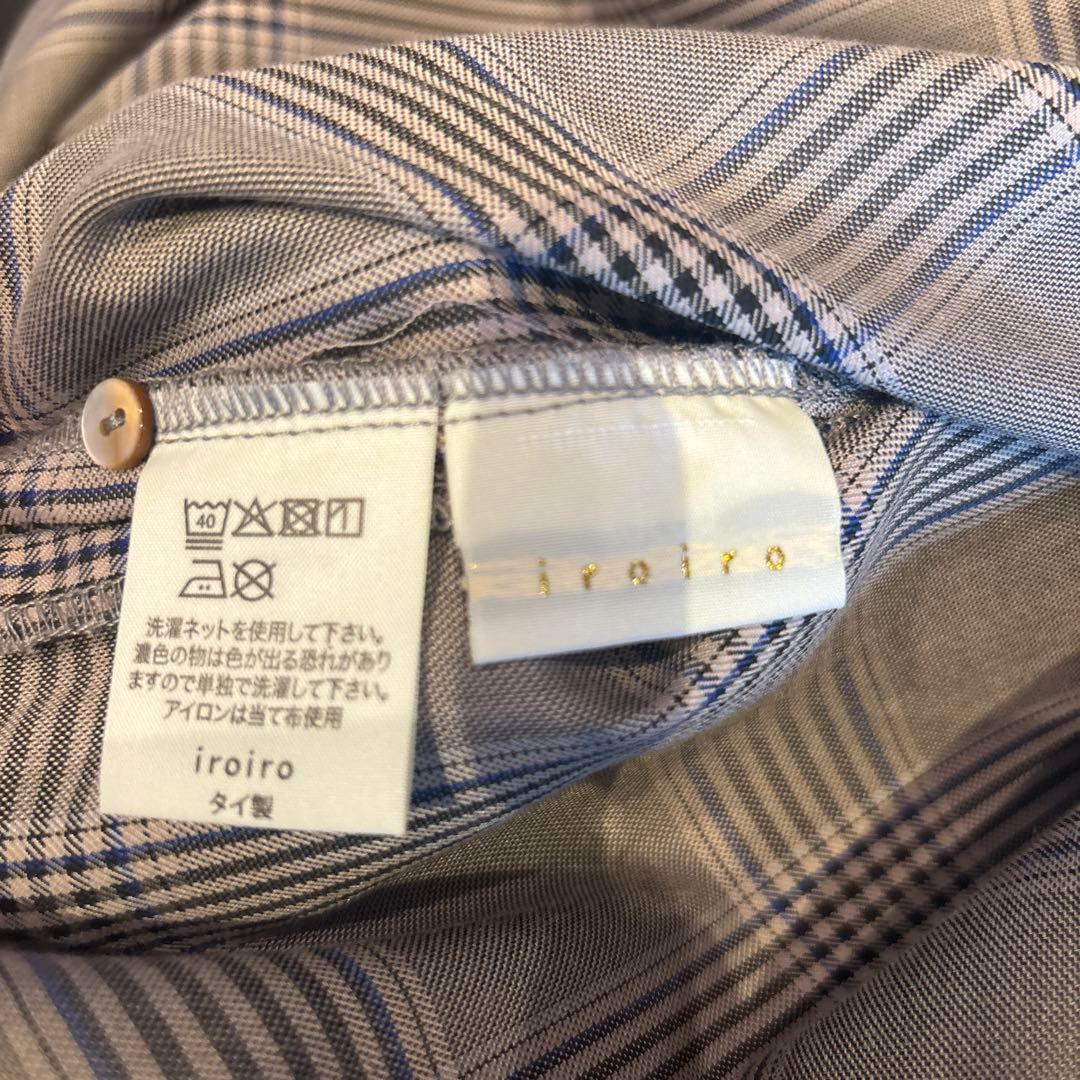 40
洗濯ネットを使用して下さい。
濃色の物は色が出る恐れがあり
ますので単独で洗濯して下さい。
アイロンは当て布使用
iroiro
タイ製
iroiro